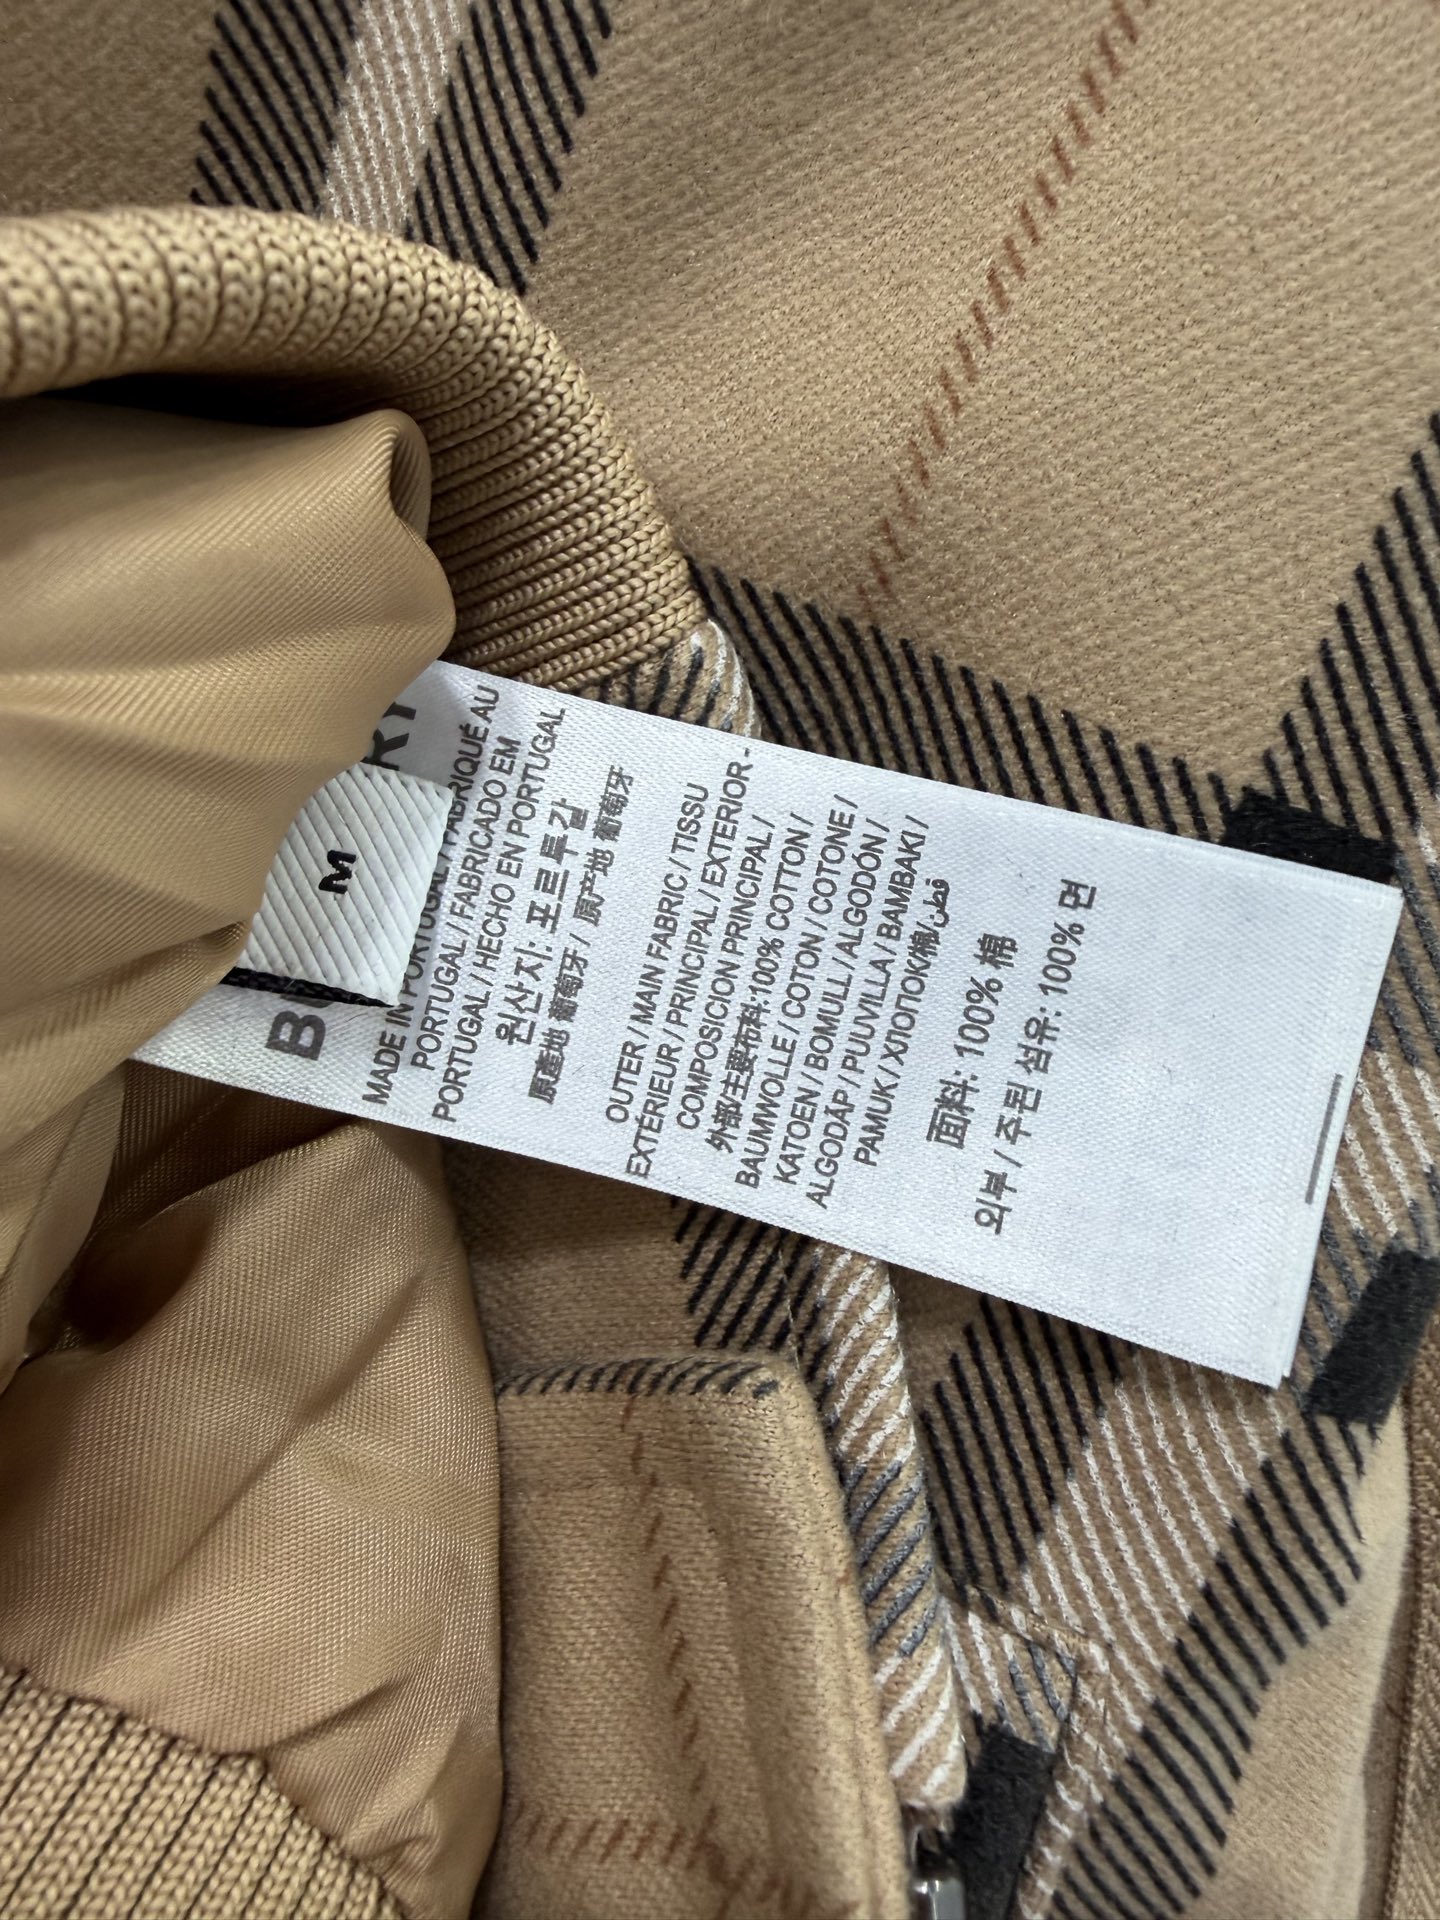 M
MADE IN PORTUGAL / FABRIQUÉ AU
PORTUGAL / FABRICADO EM
PORTUGAL / HECHO EN PORTUGAL
원산지: 포르투갈
原產地 葡萄牙 / 原产地 葡萄牙
OUTER / MAIN FABRIC / TISSU
EXTÉRIEUR / PRINCIPAL / EXTERIOR -
COMPOSICION PRINCIPAL /
外部/主要布料:100% COTTON /
BAUMWOLLE / COTON / COTONE /
KATOEN / BOMULL / ALGODÓN /
ALGODÃP / PUUVILLA / BAMBAKI /
PAMUK / ХЛОПОК/棉/قطن
面料: 100% 棉
외부 / 주된 섬유: 100% 면